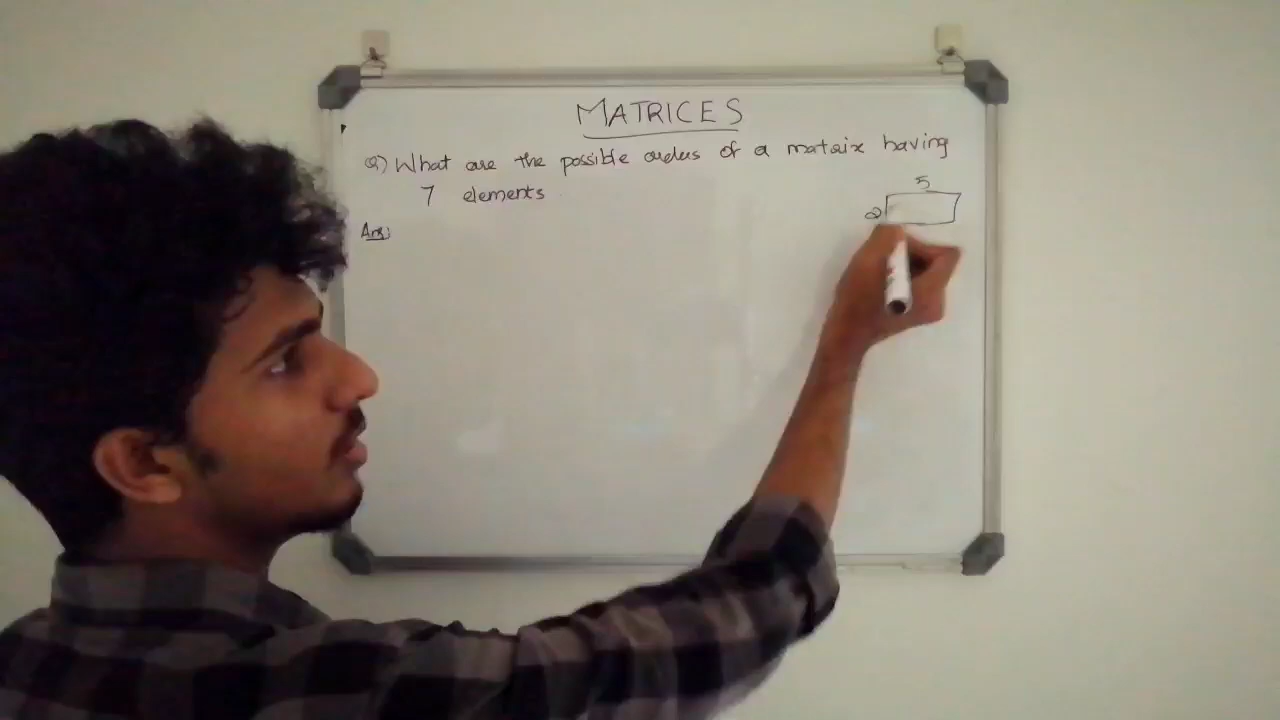 MATRICES
Q) What are the possible orders of a matrix having
7 elements
5
2
Ans: